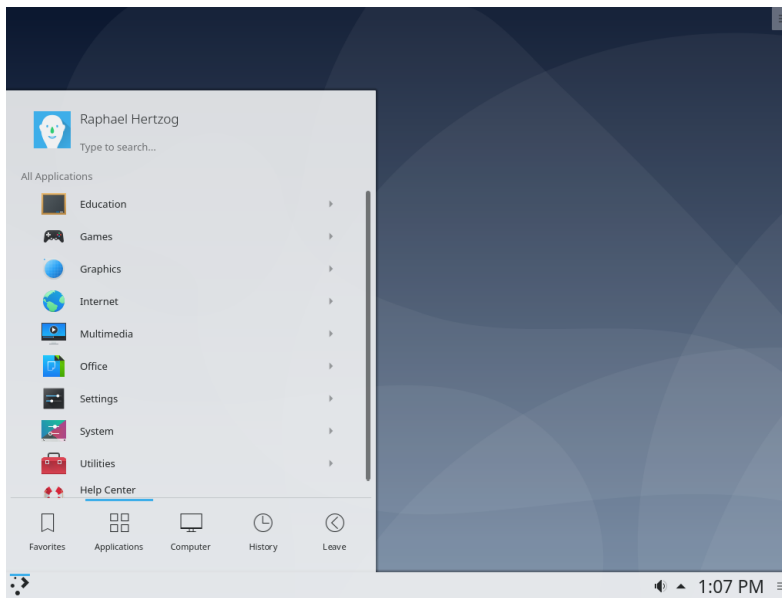 Raphael Hertzog
Type to search...
All Applications
Education
Games
Graphics
Internet
Multimedia
Office
Settings
System
Utilities
Help Center
Favorites Applications Computer History Leave
1:07 PM